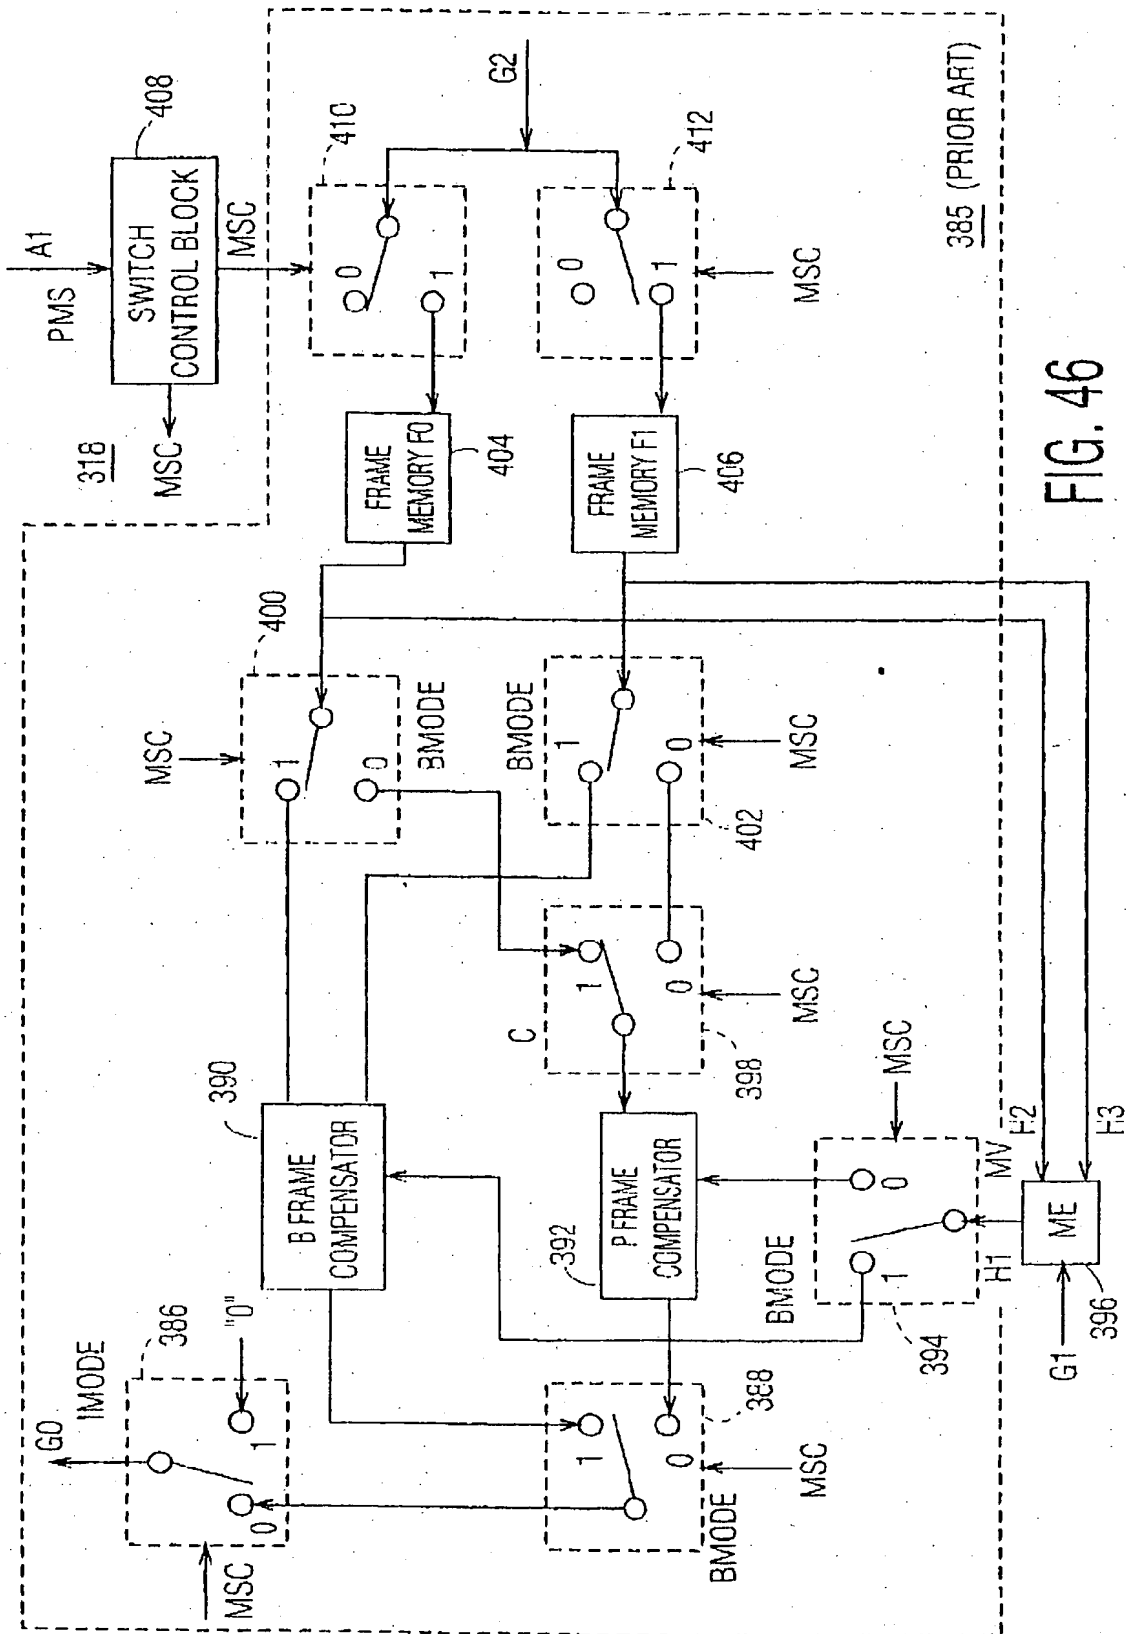 A1
PMS
SWITCH
CONTROL BLOCK
408
318
MSC
MSC
G2
410
0
1
412
0
1
MSC
385 (PRIOR ART)
FRAME
MEMORY F0
404
FRAME
MEMORY F1
406
FIG. 46
400
MSC
1
0
BMODE
BMODE
1
0
MSC
402
C
1
0
MSC
398
390
B FRAME
COMPENSATOR
392
P FRAME
COMPENSATOR
MSC
BMODE
0
1
394
MV
H1
H2
H3
ME
396
G1
386
IMODE
G0
"0"
1
0
MSC
388
1
0
BMODE
MSC